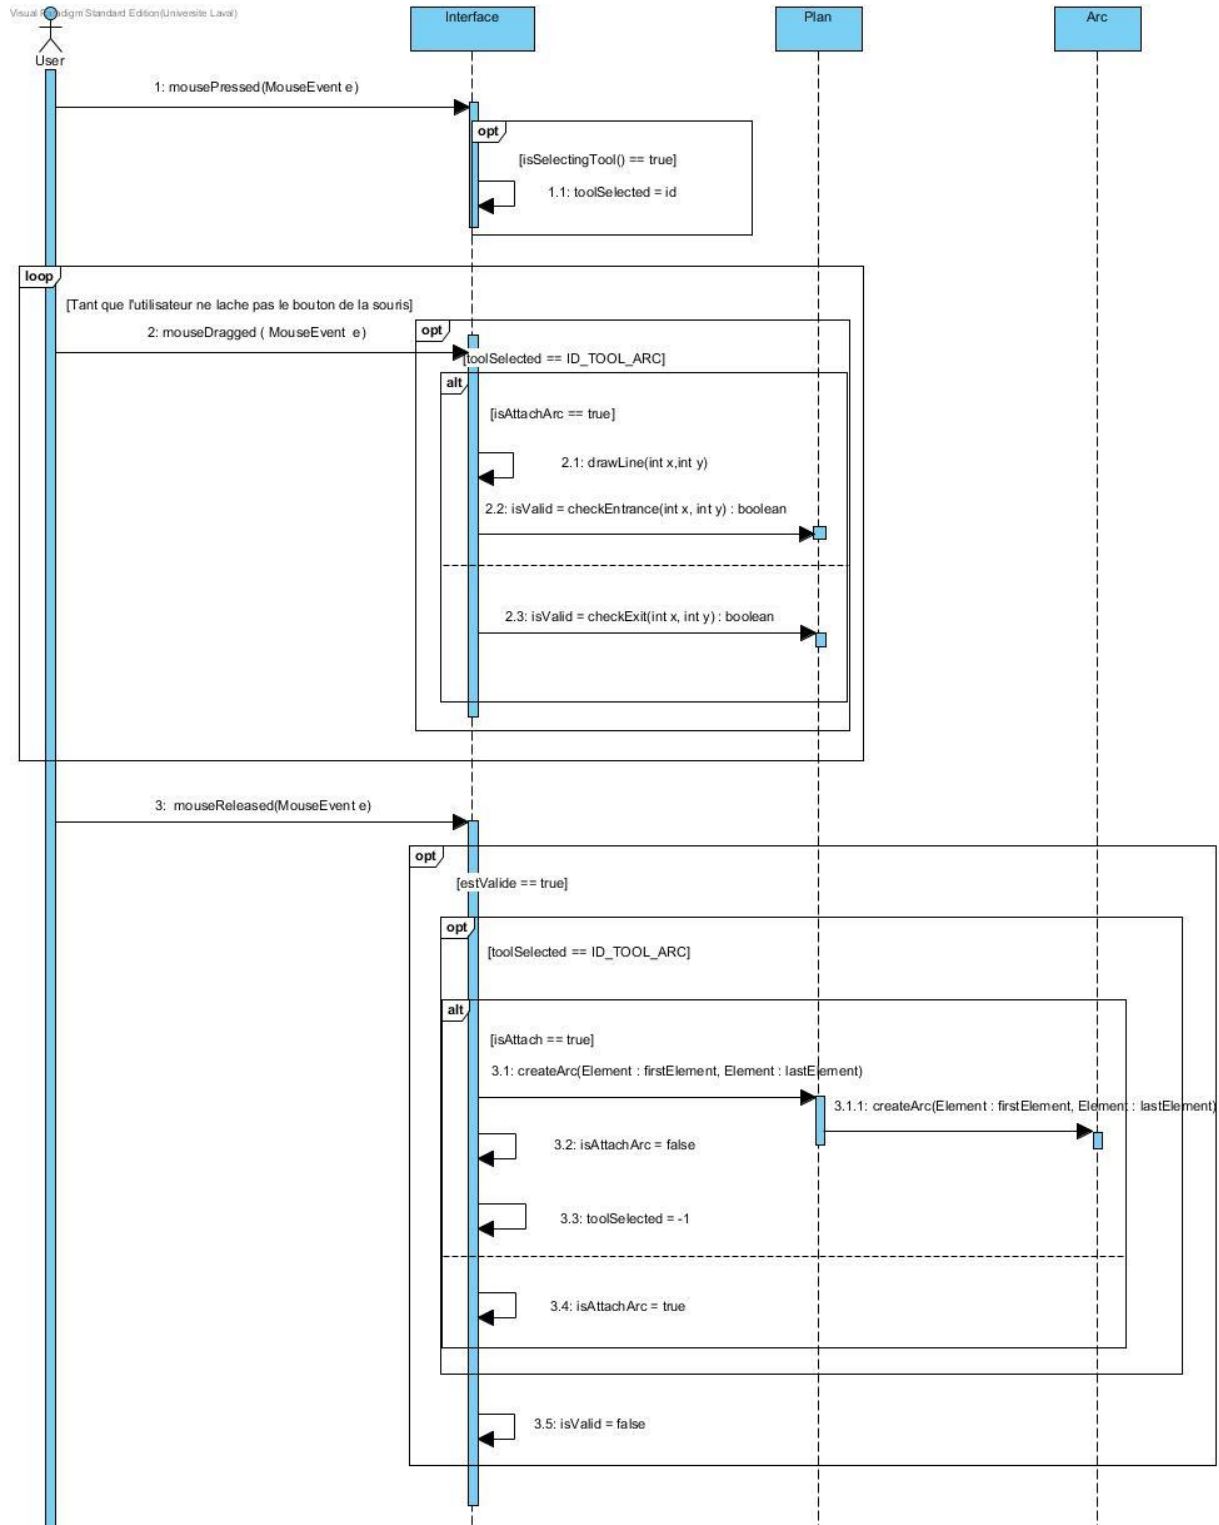 Visual Paradigm Standard Edition(Universite Laval)
User
Interface
Plan
Arc
1: mousePressed(MouseEvent e)
opt
[isSelectingTool() == true]
1.1: toolSelected = id
loop
[Tant que l'utilisateur ne lache pas le bouton de la souris]
2: mouseDragged ( MouseEvent e)
opt
[toolSelected == ID_TOOL_ARC]
alt
[isAttachArc == true]
2.1: drawLine(int x,int y)
2.2: isValid = checkEntrance(int x, int y) : boolean
2.3: isValid = checkExit(int x, int y) : boolean
3: mouseReleased(MouseEvent e)
opt
[estValide == true]
opt
[toolSelected == ID_TOOL_ARC]
alt
[isAttach == true]
3.1: createArc(Element : firstElement, Element : lastElement)
3.1.1: createArc(Element : firstElement, Element : lastElement)
3.2: isAttachArc = false
3.3: toolSelected = -1
3.4: isAttachArc = true
3.5: isValid = false